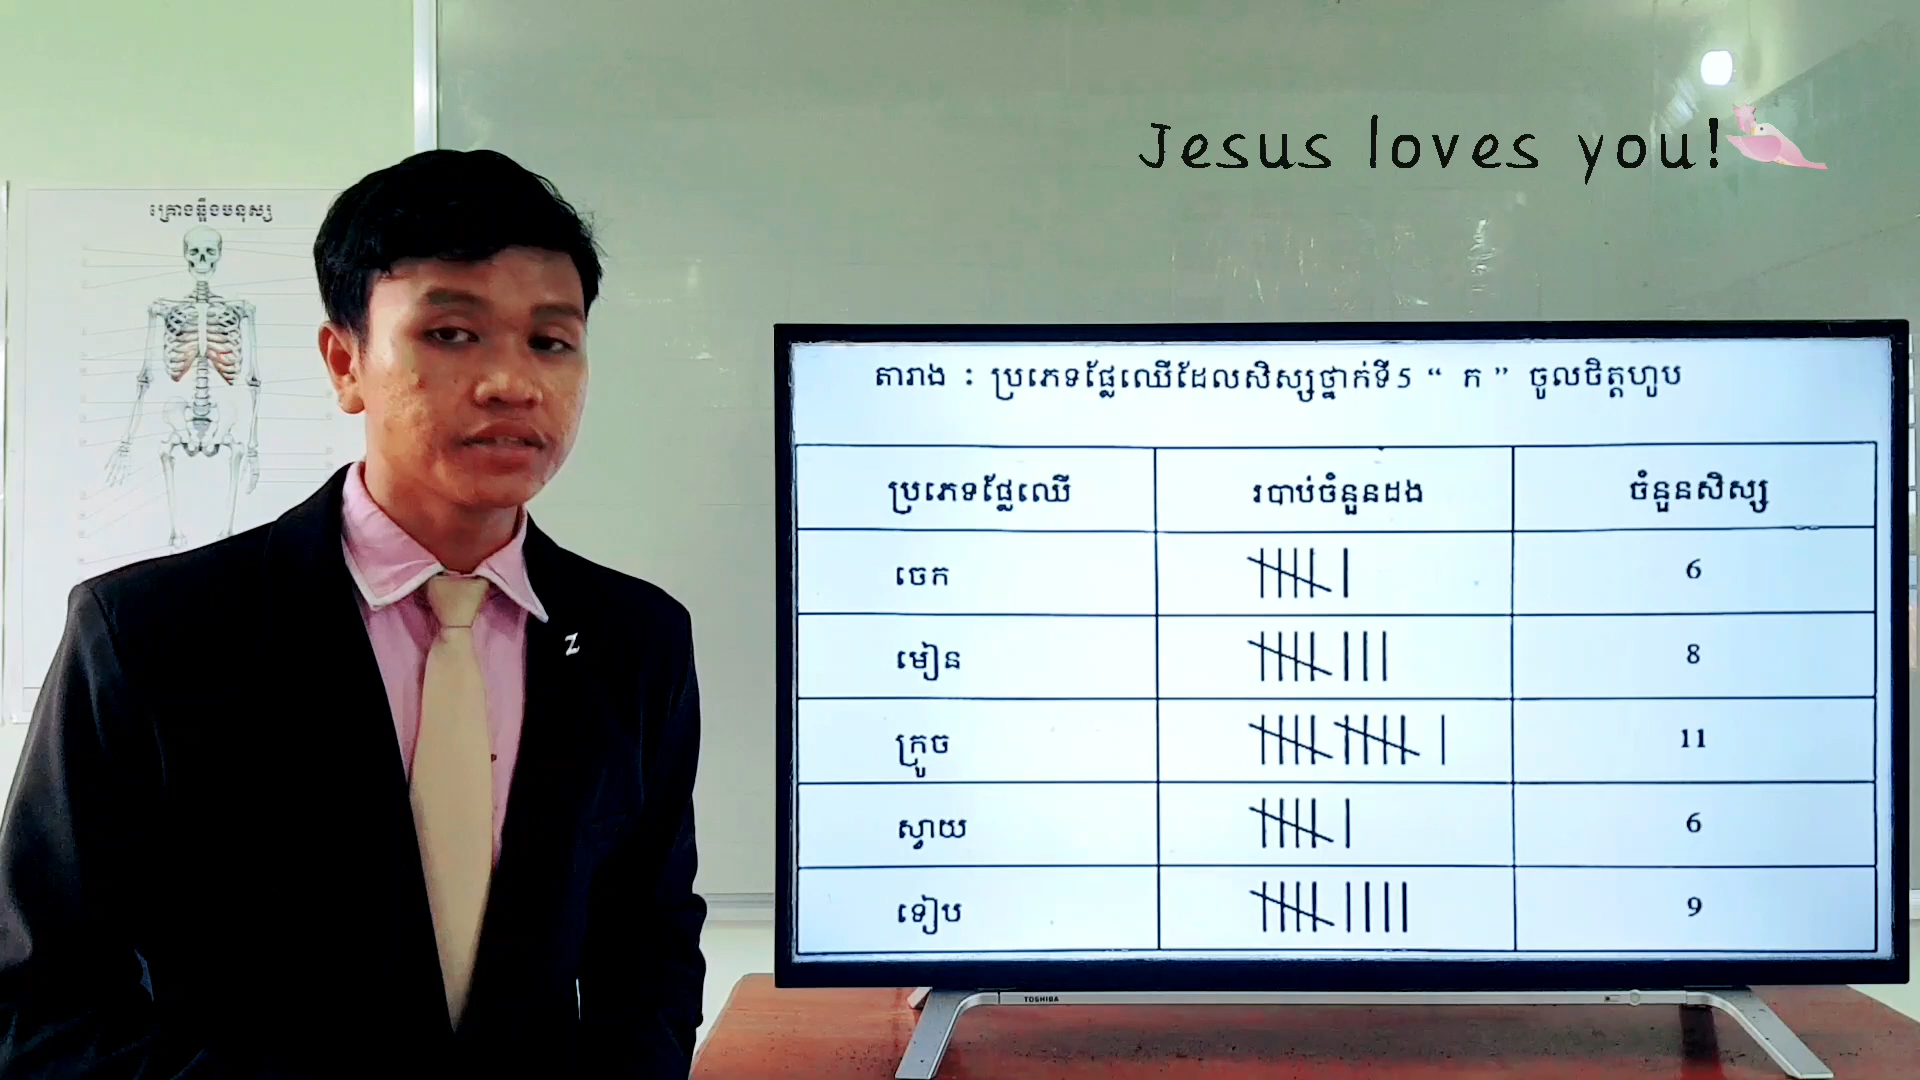 Jesus loves you!
គ្រោងឆ្អឹងមនុស្ស
Z
តារាង : ប្រភេទផ្លែឈើដែលសិស្សថ្នាក់ទី5 “ ក ” ចូលចិត្តហូប
ប្រភេទផ្លែឈើ របាប់ចំនួនដង ចំនួនសិស្ស
ចេក 6
មៀន 8
ក្រូច 11
ស្វាយ 6
ទៀប 9
TOSHIBA